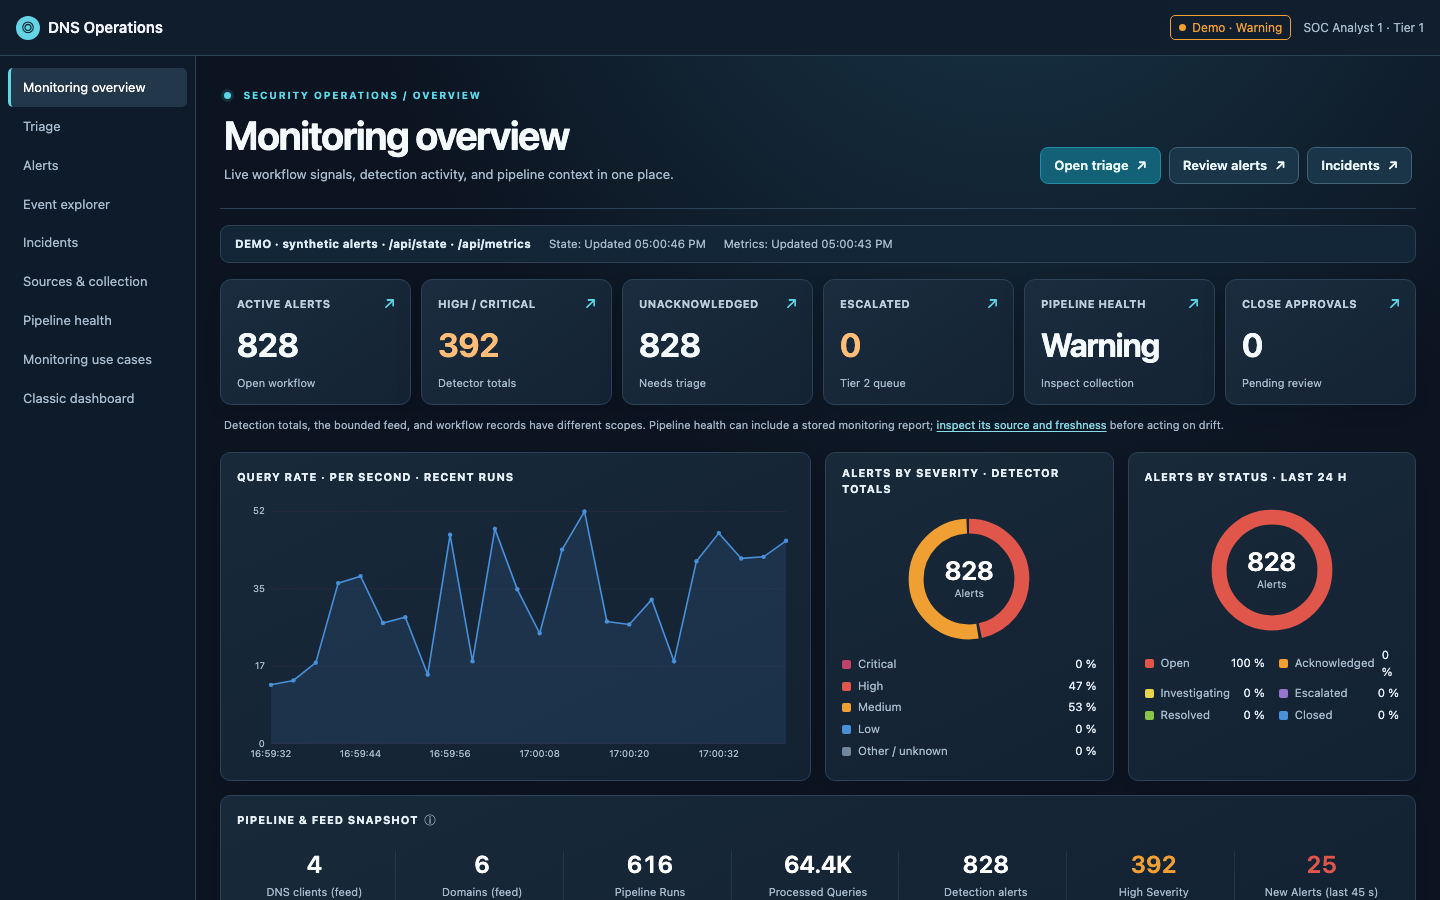 DNS Operations
Demo · Warning
SOC Analyst 1 · Tier 1
Monitoring overview
Triage
Alerts
Event explorer
Incidents
Sources & collection
Pipeline health
Monitoring use cases
Classic dashboard
SECURITY OPERATIONS / OVERVIEW
Monitoring overview
Live workflow signals, detection activity, and pipeline context in one place.
Open triage ↗
Review alerts ↗
Incidents ↗
DEMO · synthetic alerts · /api/state · /api/metrics State: Updated 05:00:46 PM Metrics: Updated 05:00:43 PM
ACTIVE ALERTS ↗
828
Open workflow
HIGH / CRITICAL ↗
392
Detector totals
UNACKNOWLEDGED ↗
828
Needs triage
ESCALATED ↗
0
Tier 2 queue
PIPELINE HEALTH ↗
Warning
Inspect collection
CLOSE APPROVALS ↗
0
Pending review
Detection totals, the bounded feed, and workflow records have different scopes. Pipeline health can include a stored monitoring report; inspect its source and freshness before acting on drift.
QUERY RATE · PER SECOND · RECENT RUNS
52
35
17
0
16:59:32 16:59:44 16:59:56 17:00:08 17:00:20 17:00:32
ALERTS BY SEVERITY · DETECTOR
TOTALS
828
Alerts
Critical 0 %
High 47 %
Medium 53 %
Low 0 %
Other / unknown 0 %
ALERTS BY STATUS · LAST 24 H
828
Alerts
Open 100 % Acknowledged 0 %
Investigating 0 % Escalated 0 %
Resolved 0 % Closed 0 %
PIPELINE & FEED SNAPSHOT ⓘ
4
DNS clients (feed)
6
Domains (feed)
616
Pipeline Runs
64.4K
Processed Queries
828
Detection alerts
392
High Severity
25
New Alerts (last 45 s)